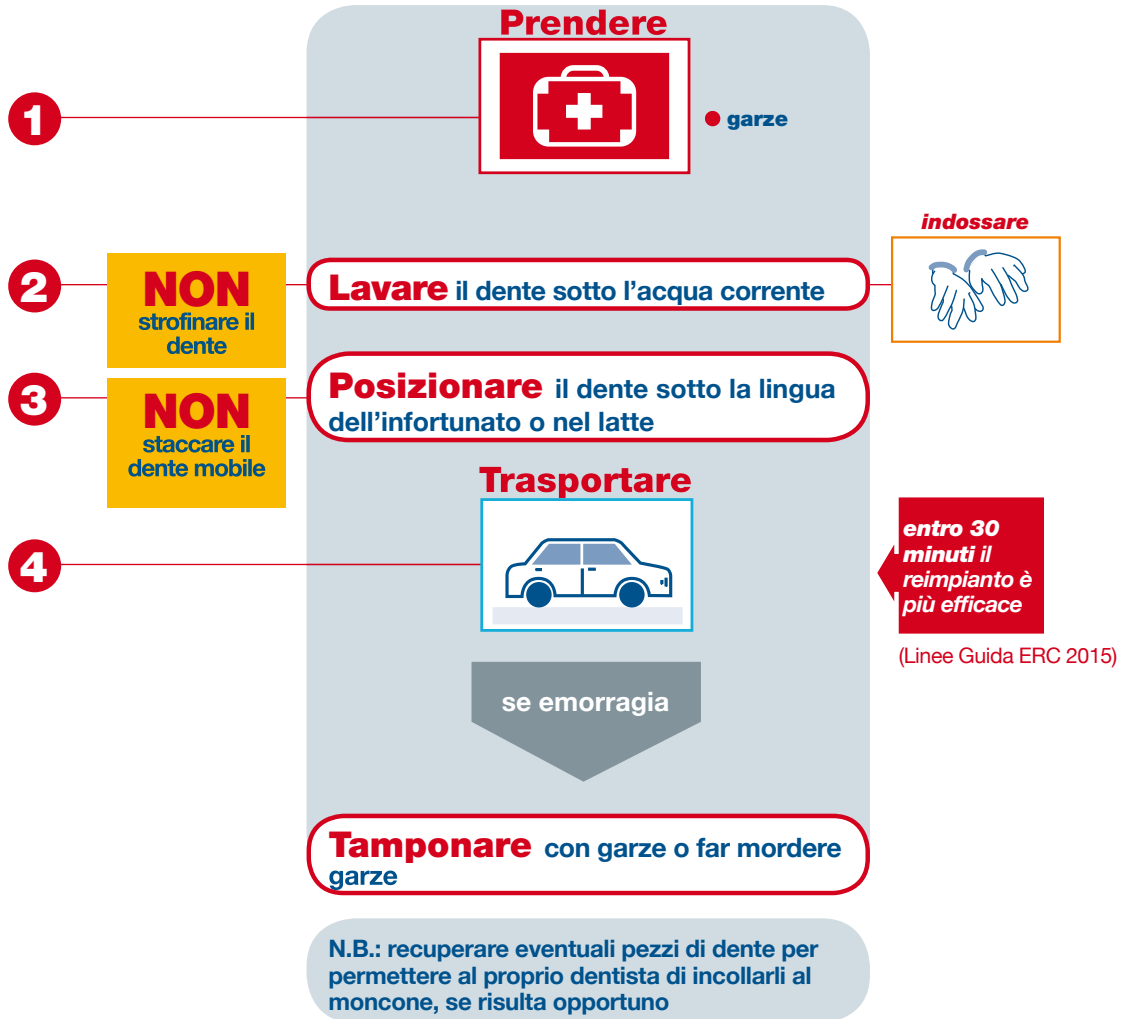 Prendere
1
garze
indossare
2
NON
strofinare il
dente
Lavare il dente sotto l'acqua corrente
3
NON
staccare il
dente mobile
Posizionare il dente sotto la lingua
dell'infortunato o nel latte
Trasportare
4
entro 30
minuti il
reimpianto è
più efficace
(Linee Guida ERC 2015)
se emorragia
Tamponare con garze o far mordere
garze
N.B.: recuperare eventuali pezzi di dente per
permettere al proprio dentista di incollarli al
moncone, se risulta opportuno